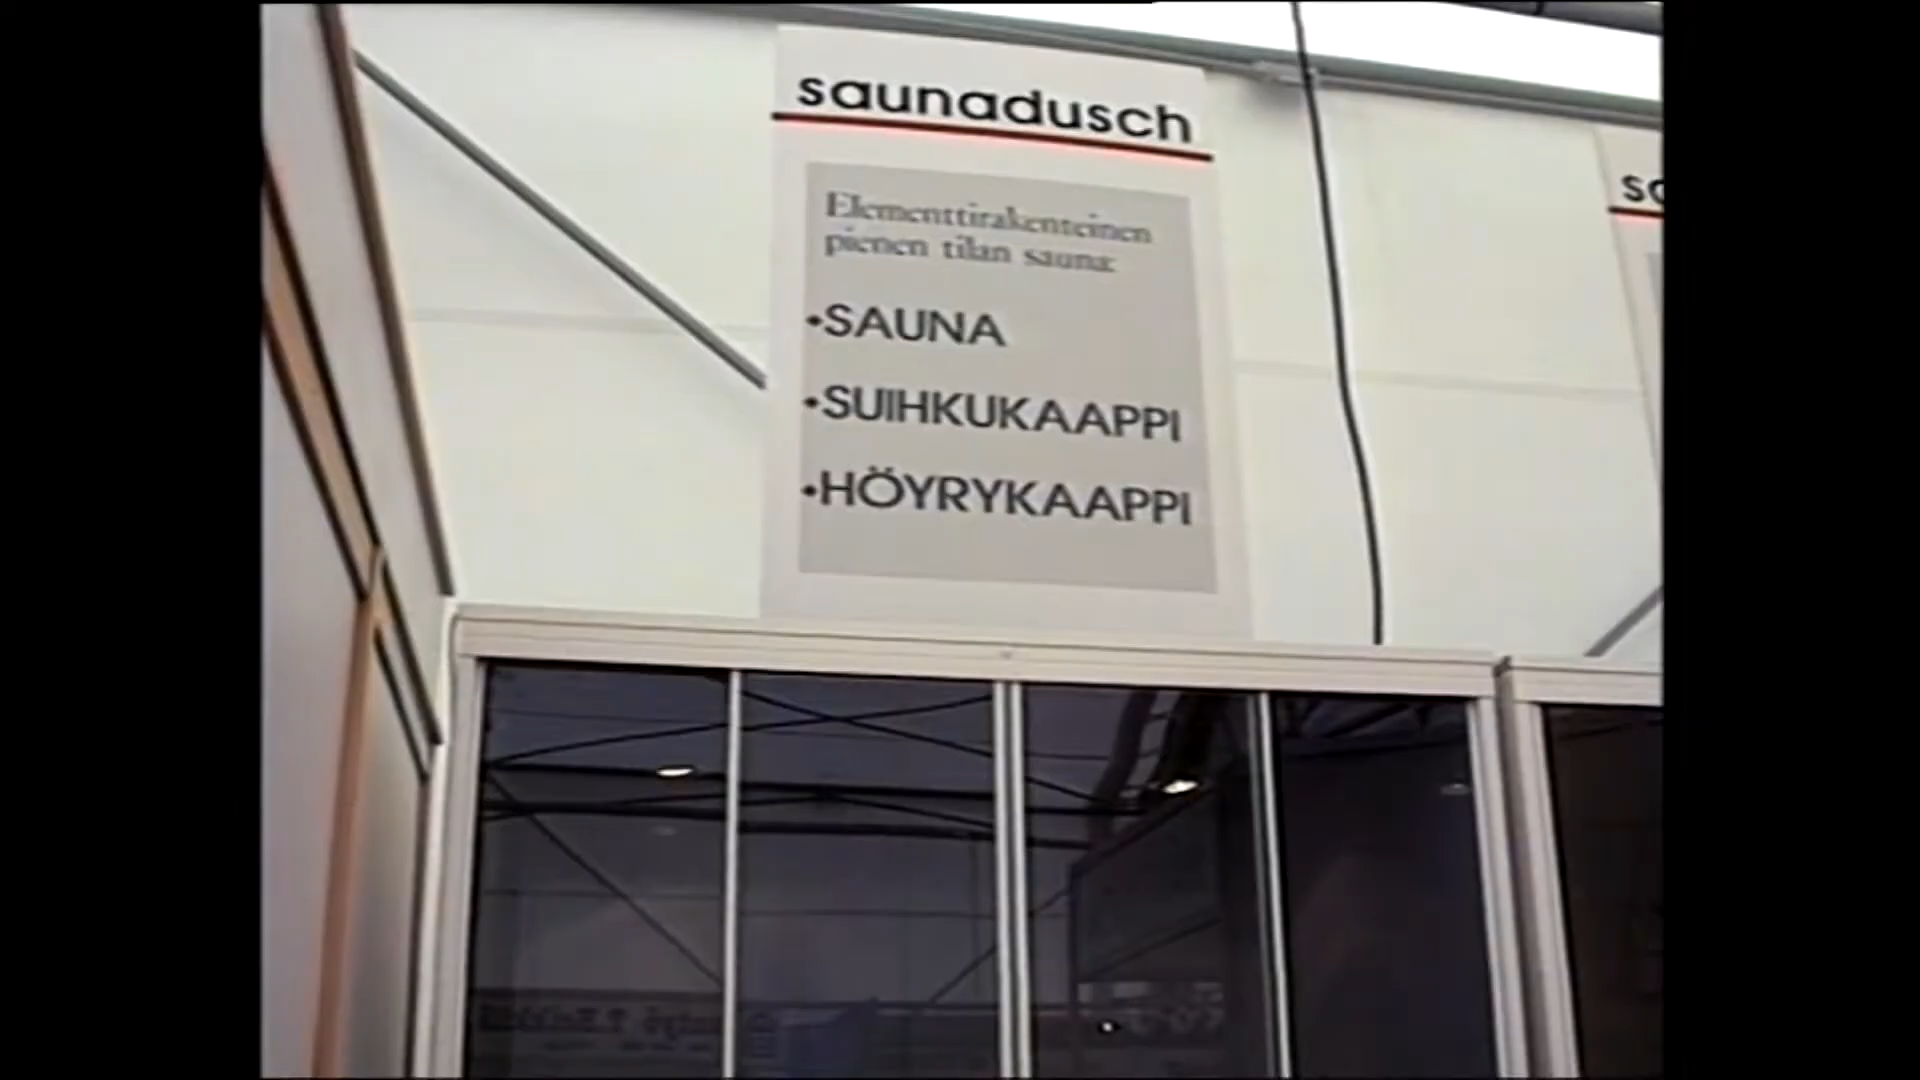 saunadusch
Elementtirakenteinen
pienen tilan sauna:
•SAUNA
•SUIHKUKAAPPI
•HÖYRYKAAPPI